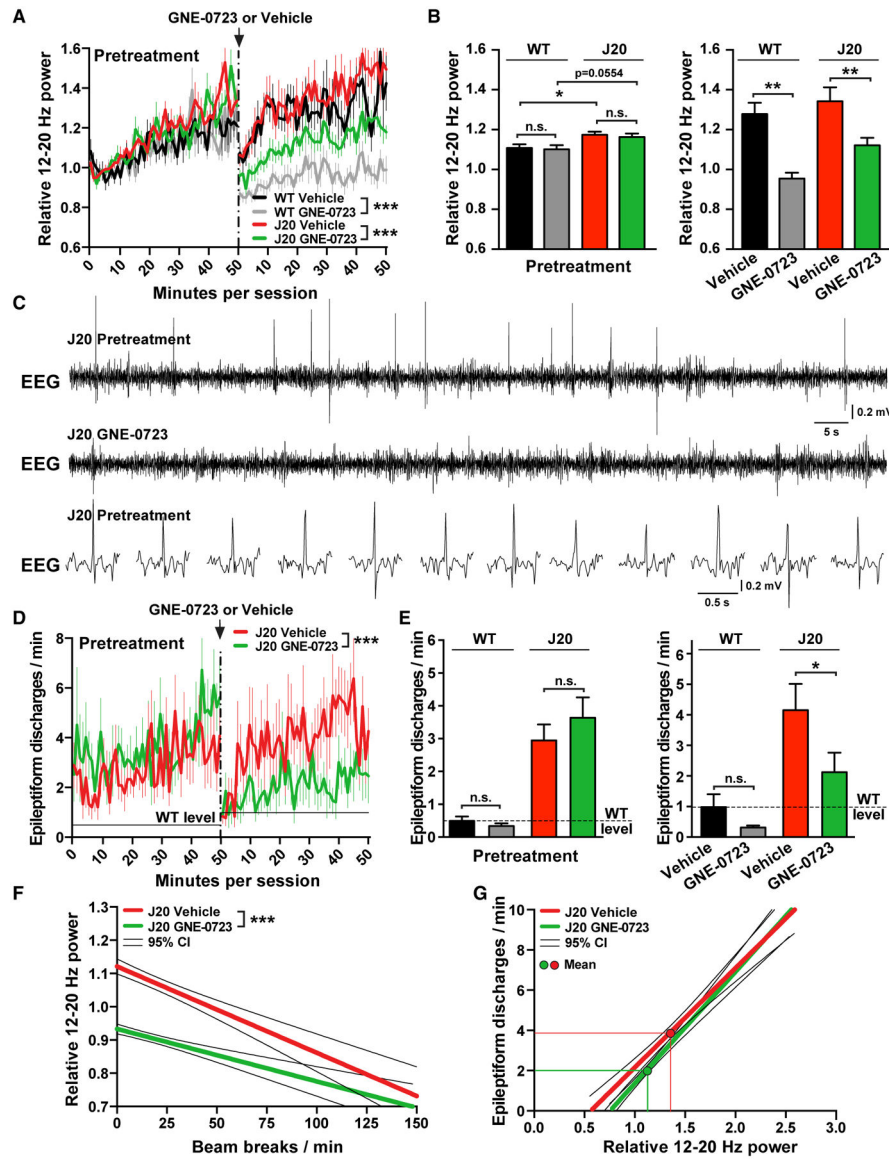 A
GNE-0723 or Vehicle
Pretreatment
Relative 12-20 Hz power
1.6
1.4
1.2
1.0
0.8
0.6
WT Vehicle
WT GNE-0723
***
J20 Vehicle
J20 GNE-0723
***
0 10 20 30 40 50 10 20 30 40 50
Minutes per session
B
Relative 12-20 Hz power
1.6
1.4
1.2
1.0
0.8
0.6
WT J20
p=0.0554
*
n.s. n.s.
Pretreatment
Relative 12-20 Hz power
1.6
1.4
1.2
1.0
0.8
0.6
WT J20
** **
Vehicle GNE-0723 Vehicle GNE-0723
C
J20 Pretreatment
EEG
0.2 mV
5 s
J20 GNE-0723
EEG
J20 Pretreatment
EEG
0.2 mV
0.5 s
D
GNE-0723 or Vehicle
Pretreatment
J20 Vehicle
J20 GNE-0723
***
Epileptiform discharges / min
8
6
4
2
0
WT level
0 10 20 30 40 50 10 20 30 40 50
Minutes per session
E
Epileptiform discharges / min
6
5
4
3
2
1
0
WT J20
n.s.
n.s.
WT level
Pretreatment
Epileptiform discharges / min
6
5
4
3
2
1
0
WT J20
*
n.s.
WT level
Vehicle GNE-0723 Vehicle GNE-0723
F
Relative 12-20 Hz power
1.3
1.2
1.1
1.0
0.9
0.8
0.7
J20 Vehicle
J20 GNE-0723
***
95% CI
0 25 50 75 100 125 150
Beam breaks / min
G
Epileptiform discharges / min
10
8
6
4
2
0
J20 Vehicle
J20 GNE-0723
95% CI
Mean
0.0 0.5 1.0 1.5 2.0 2.5 3.0
Relative 12-20 Hz power